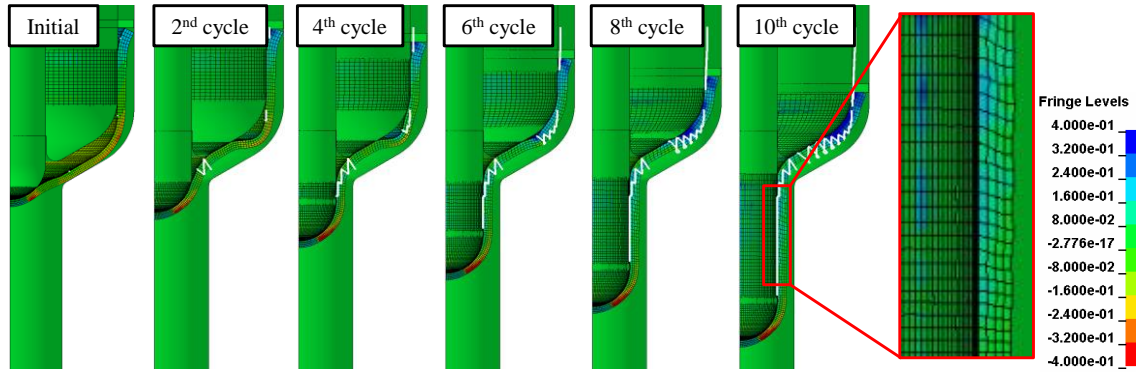 Initial
2nd cycle
4th cycle
6th cycle
8th cycle
10th cycle
Fringe Levels
4.000e-01
3.200e-01
2.400e-01
1.600e-01
8.000e-02
-2.776e-17
-8.000e-02
-1.600e-01
-2.400e-01
-3.200e-01
-4.000e-01